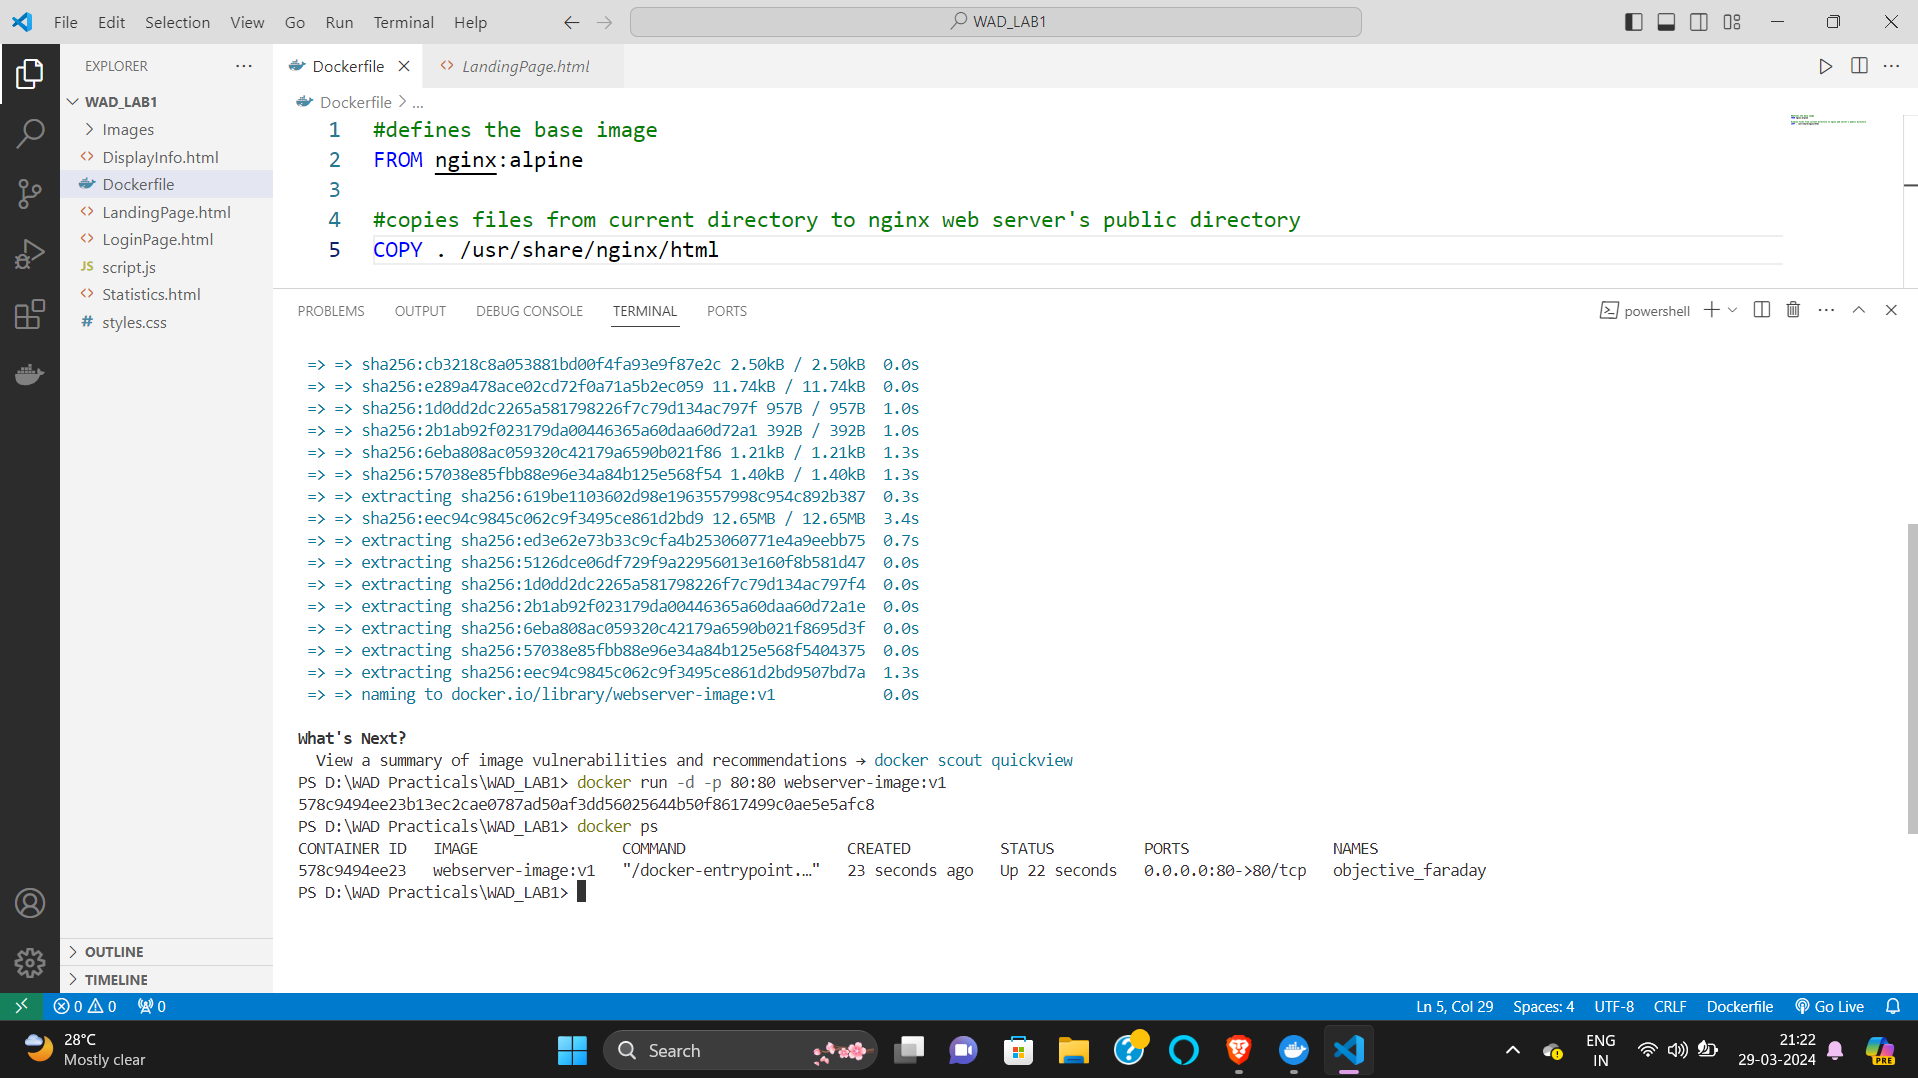 File Edit Selection View Go Run Terminal Help
WAD_LAB1
EXPLORER
WAD_LAB1
Images
DisplayInfo.html
Dockerfile
LandingPage.html
LoginPage.html
JS script.js
Statistics.html
# styles.css
OUTLINE
TIMELINE
Dockerfile
LandingPage.html
Dockerfile > ...
1 #defines the base image
2 FROM nginx:alpine
3
4 #copies files from current directory to nginx web server's public directory
5 COPY . /usr/share/nginx/html
PROBLEMS OUTPUT DEBUG CONSOLE TERMINAL PORTS
powershell
=> => sha256:cb3218c8a053881bd00f4fa93e9f87e2c 2.50kB / 2.50kB 0.0s
=> => sha256:e289a478ace02cd72f0a71a5b2ec059 11.74kB / 11.74kB 0.0s
=> => sha256:1d0dd2dc2265a581798226f7c79d134ac797f 957B / 957B 1.0s
=> => sha256:2b1ab92f023179da00446365a60daa60d72a1 392B / 392B 1.0s
=> => sha256:6eba808ac059320c42179a6590b021f86 1.21kB / 1.21kB 1.3s
=> => sha256:57038e85fbb88e96e34a84b125e568f54 1.40kB / 1.40kB 1.3s
=> => extracting sha256:619be1103602d98e1963557998c954c892b387 0.3s
=> => sha256:eec94c9845c062c9f3495ce861d2bd9 12.65MB / 12.65MB 3.4s
=> => extracting sha256:ed3e62e73b33c9cfa4b253060771e4a9eebb75 0.7s
=> => extracting sha256:5126dce06df729f9a22956013e160f8b581d47 0.0s
=> => extracting sha256:1d0dd2dc2265a581798226f7c79d134ac797f4 0.0s
=> => extracting sha256:2b1ab92f023179da00446365a60daa60d72a1e 0.0s
=> => extracting sha256:6eba808ac059320c42179a6590b021f8695d3f 0.0s
=> => extracting sha256:57038e85fbb88e96e34a84b125e568f5404375 0.0s
=> => extracting sha256:eec94c9845c062c9f3495ce861d2bd9507bd7a 1.3s
=> => naming to docker.io/library/webserver-image:v1 0.0s
What's Next?
View a summary of image vulnerabilities and recommendations → docker scout quickview
PS D:\WAD Practicals\WAD_LAB1> docker run -d -p 80:80 webserver-image:v1
578c9494ee23b13ec2cae0787ad50af3dd56025644b50f8617499c0ae5e5afc8
PS D:\WAD Practicals\WAD_LAB1> docker ps
CONTAINER ID IMAGE COMMAND CREATED STATUS PORTS NAMES
578c9494ee23 webserver-image:v1 "/docker-entrypoint.…" 23 seconds ago Up 22 seconds 0.0.0.0:80->80/tcp objective_faraday
PS D:\WAD Practicals\WAD_LAB1>
0 0 0 Ln 5, Col 29 Spaces: 4 UTF-8 CRLF Dockerfile Go Live
28°C
Mostly clear
Search
ENG
IN
21:22
29-03-2024
PRE